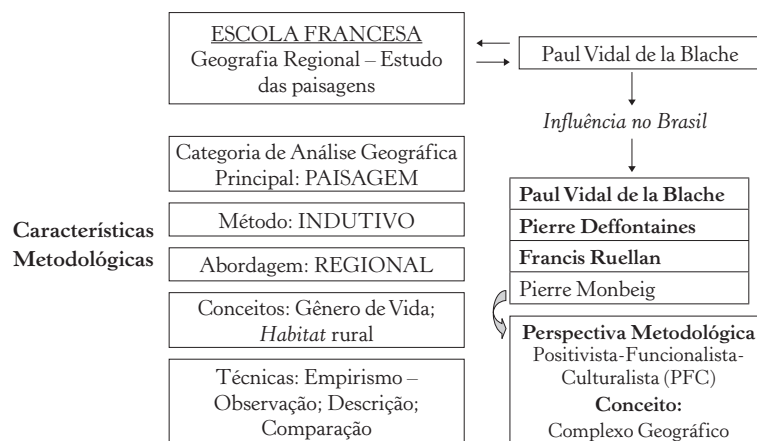 ESCOLA FRANCESA
Geografia Regional – Estudo
das paisagens
Paul Vidal de la Blache
Influência no Brasil
Características
Metodológicas
Categoria de Análise Geográfica
Principal: PAISAGEM
Método: INDUTIVO
Abordagem: REGIONAL
Conceitos: Gênero de Vida;
Habitat rural
Técnicas: Empirismo –
Observação; Descrição;
Comparação
Paul Vidal de la Blache
Pierre Deffontaines
Francis Ruellan
Pierre Monbeig
Perspectiva Metodológica
Positivista-Funcionalista-
Culturalista (PFC)
Conceito:
Complexo Geográfico